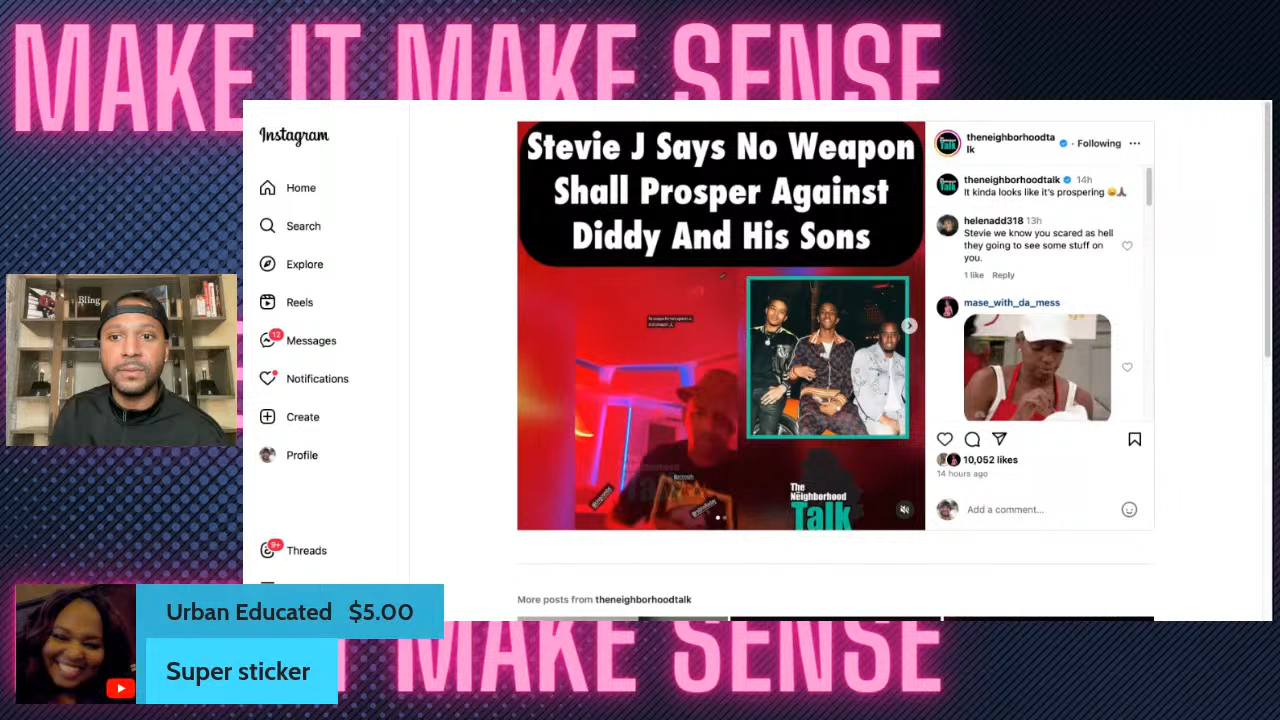 MAKE IT MAKE SENSE
Instagram
Home
Search
Explore
Reels
12
Messages
Notifications
Create
Profile
9+
Threads
Stevie J Says No Weapon
Shall Prosper Against
Diddy And His Sons
The
Neighborhood
Talk
theneighborhoodta
lk
· Following
theneighborhoodtalk 14h
It kinda looks like it's prospering
helenadd318 13h
Stevie we know you scared as hell
they going to see some stuff on
you.
1 like Reply
mase_with_da_mess
10,052 likes
14 hours ago
Add a comment...
More posts from theneighborhoodtalk
Bling
Urban Educated $5.00
Super sticker
MAKE SENSE